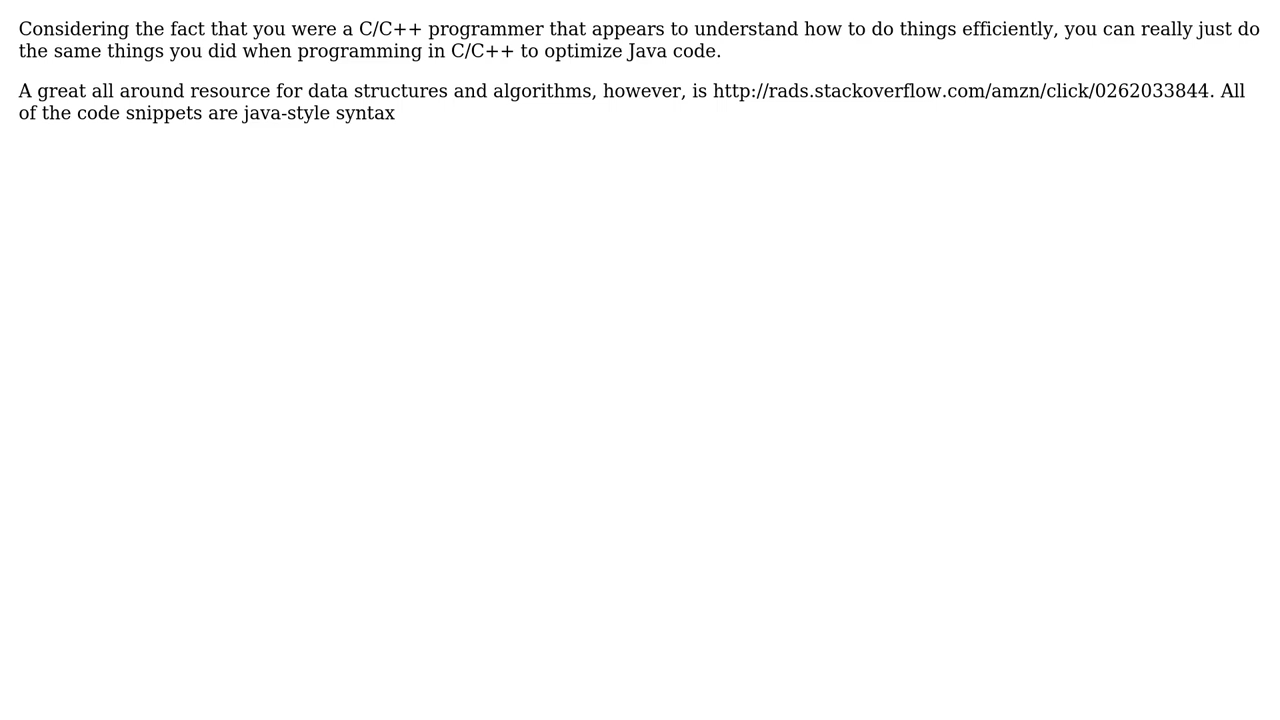 Considering the fact that you were a C/C++ programmer that appears to understand how to do things efficiently, you can really just do
the same things you did when programming in C/C++ to optimize Java code.
A great all around resource for data structures and algorithms, however, is http://rads.stackoverflow.com/amzn/click/0262033844. All
of the code snippets are java-style syntax